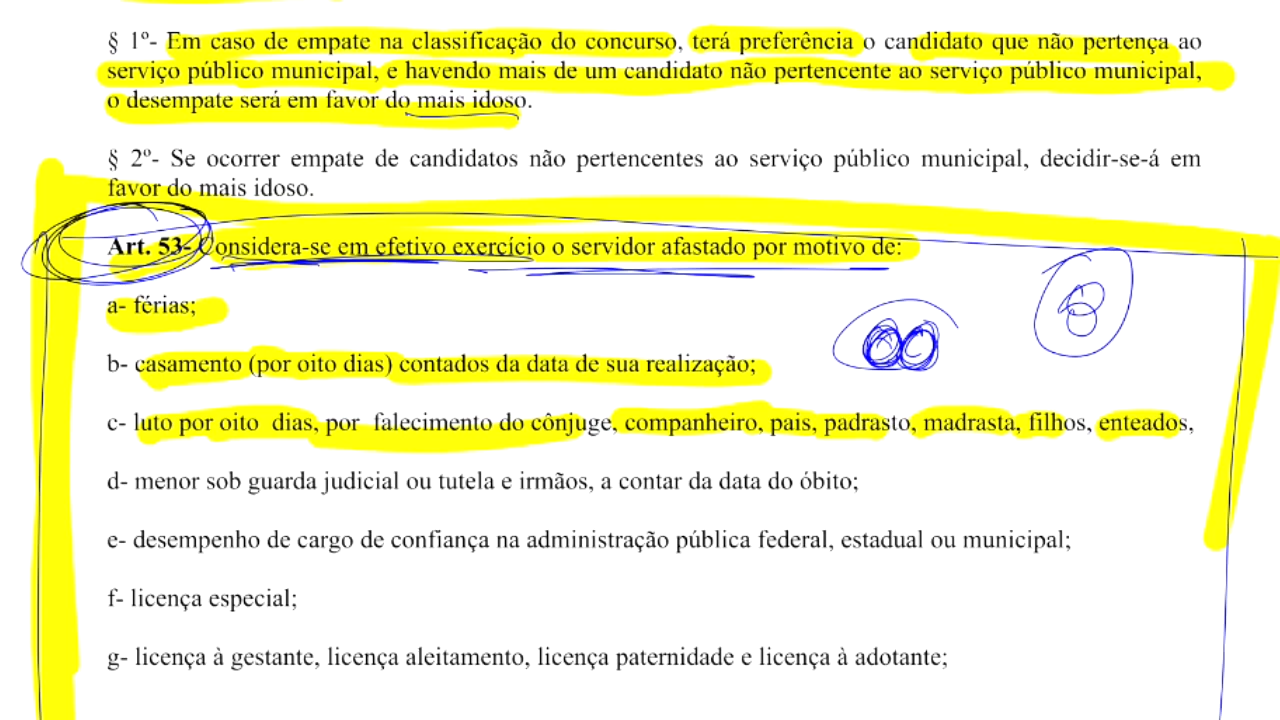 § 1º- Em caso de empate na classificação do concurso, terá preferência o candidato que não pertença ao
serviço público municipal, e havendo mais de um candidato não pertencente ao serviço público municipal,
o desempate será em favor do mais idoso.
§ 2º- Se ocorrer empate de candidatos não pertencentes ao serviço público municipal, decidir-se-á em
favor do mais idoso.
Art. 53- Considera-se em efetivo exercício o servidor afastado por motivo de:
a- férias;
b- casamento (por oito dias) contados da data de sua realização;
8
c- luto por oito dias, por falecimento do cônjuge, companheiro, pais, padrasto, madrasta, filhos, enteados,
d- menor sob guarda judicial ou tutela e irmãos, a contar da data do óbito;
e- desempenho de cargo de confiança na administração pública federal, estadual ou municipal;
f- licença especial;
g- licença à gestante, licença aleitamento, licença paternidade e licença à adotante;